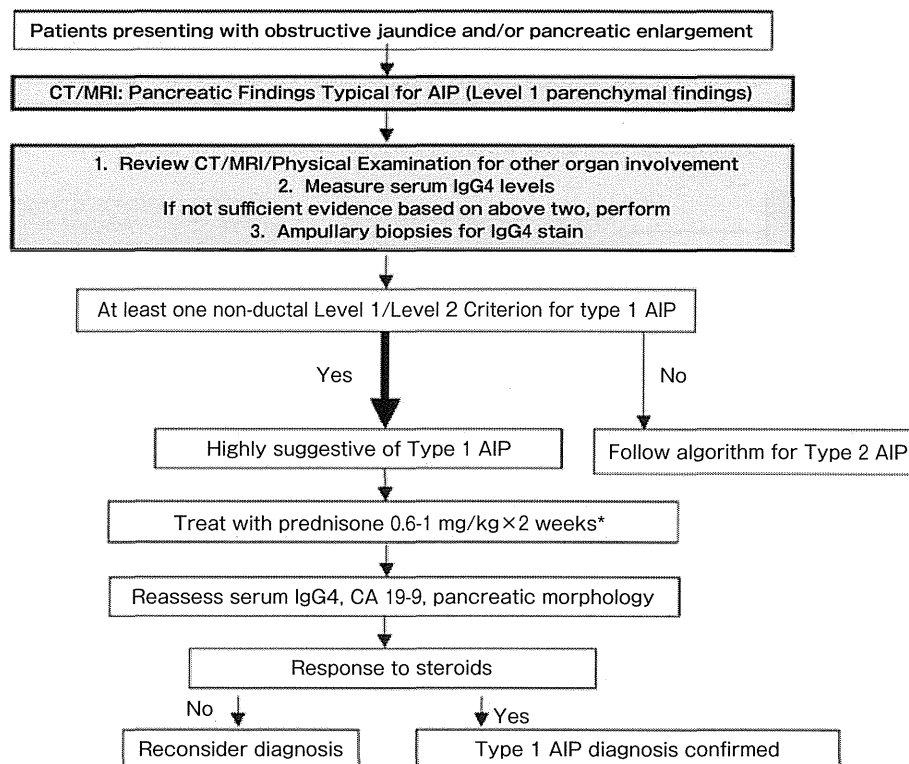 Patients presenting with obstructive jaundice and/or pancreatic enlargement
CT/MRI: Pancreatic Findings Typical for AIP (Level 1 parenchymal findings)
1. Review CT/MRI/Physical Examination for other organ involvement
2. Measure serum IgG4 levels
If not sufficient evidence based on above two, perform
3. Ampullary biopsies for IgG4 stain
At least one non-ductal Level 1/Level 2 Criterion for type 1 AIP
Yes
No
Highly suggestive of Type 1 AIP
Follow algorithm for Type 2 AIP
Treat with prednisone 0.6-1 mg/kg×2 weeks*
Reassess serum IgG4, CA 19-9, pancreatic morphology
Response to steroids
No
Yes
Reconsider diagnosis
Type 1 AIP diagnosis confirmed